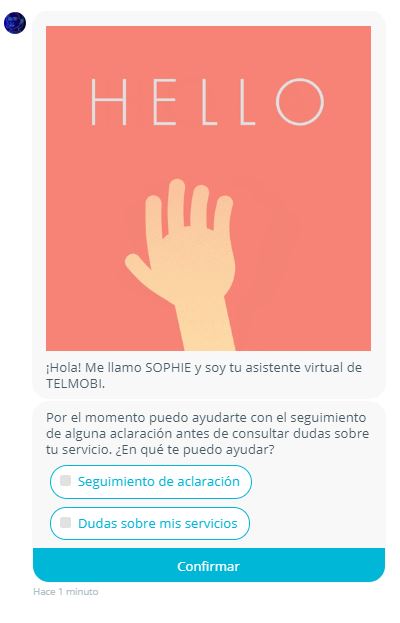 HELLO
¡Hola! Me llamo SOPHIE y soy tu asistente virtual de
TELMOBI.
Por el momento puedo ayudarte con el seguimiento
de alguna aclaración antes de consultar dudas sobre
tu servicio. ¿En qué te puedo ayudar?
Seguimiento de aclaración
Dudas sobre mis servicios
Confirmar
Hace 1 minuto